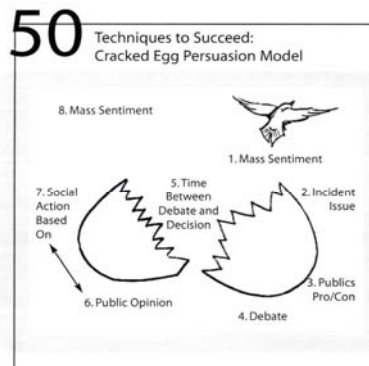 50
Techniques to Succeed:
Cracked Egg Persuasion Model
8. Mass Sentiment
1. Mass Sentiment
7. Social
Action
Based
On
5. Time
Between
Debate and
Decision
2. Incident
Issue
3. Publics
Pro/Con
6. Public Opinion
4. Debate